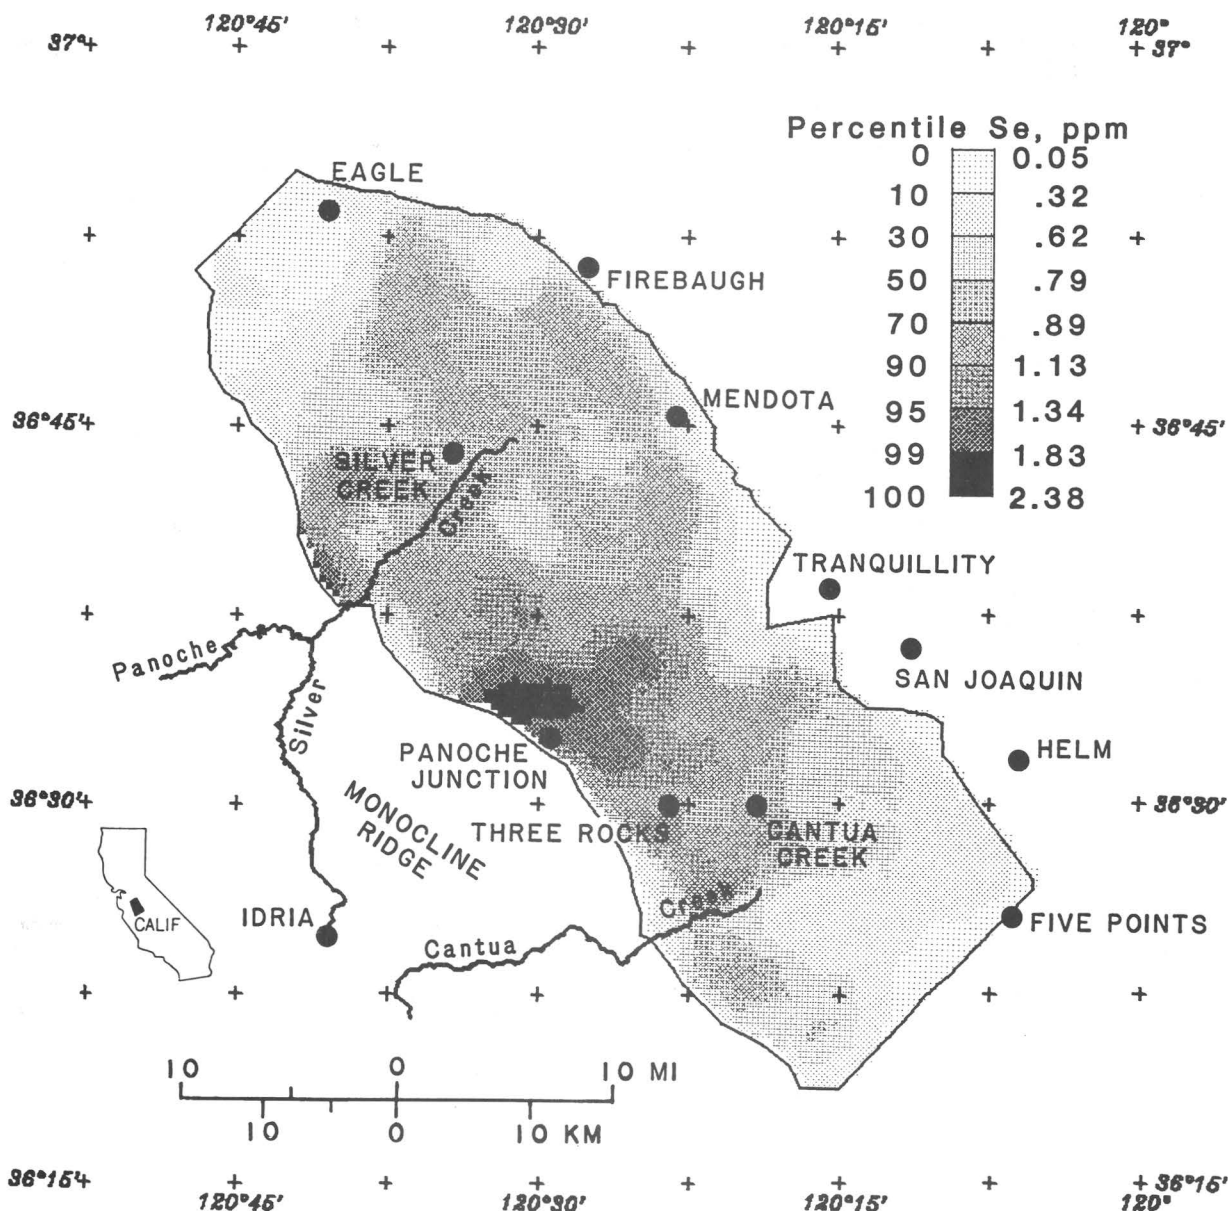 120°45' 120°30' 120°15' 120°
37° 37°
Percentile Se, ppm
0 0.05
10 .32
30 .62
50 .79
70 .89
90 1.13
95 1.34
99 1.83
100 2.38
EAGLE
FIREBAUGH
MENDOTA
36°45' 36°45'
SILVER
CREEK
Creek
TRANQUILLITY
Panoche
SAN JOAQUIN
Silver
PANOCHE
JUNCTION
HELM
36°30' 36°30'
MONOCLINE
RIDGE
THREE ROCKS
CANTUA
CREEK
CALIF
IDRIA
Creek
Cantua
FIVE POINTS
10 0 10 MI
10 0 10 KM
36°15' 36°15'
120°45' 120°30' 120°15' 120°